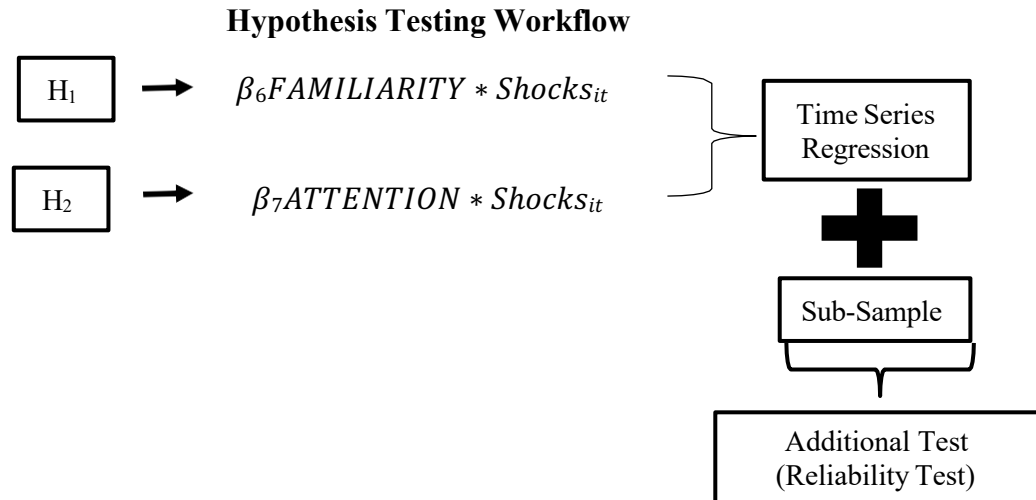 Hypothesis Testing Workflow
H₁
β₆FAMILIARITY ∗ Shocksᵢₜ
Time Series
Regression
H₂
β₇ATTENTION ∗ Shocksᵢₜ
Sub-Sample
Additional Test
(Reliability Test)